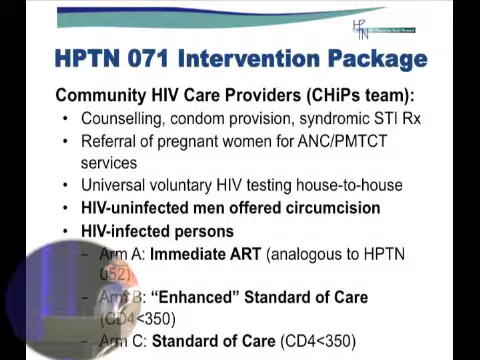 HPTN
HPTN 071 Intervention Package
Community HIV Care Providers (CHiPs team):
• Counselling, condom provision, syndromic STI Rx
• Referral of pregnant women for ANC/PMTCT
services
• Universal voluntary HIV testing house-to-house
• HIV-uninfected men offered circumcision
• HIV-infected persons
– Arm A: Immediate ART (analogous to HPTN
052)
– Arm B: “Enhanced” Standard of Care
(CD4<350)
– Arm C: Standard of Care (CD4<350)